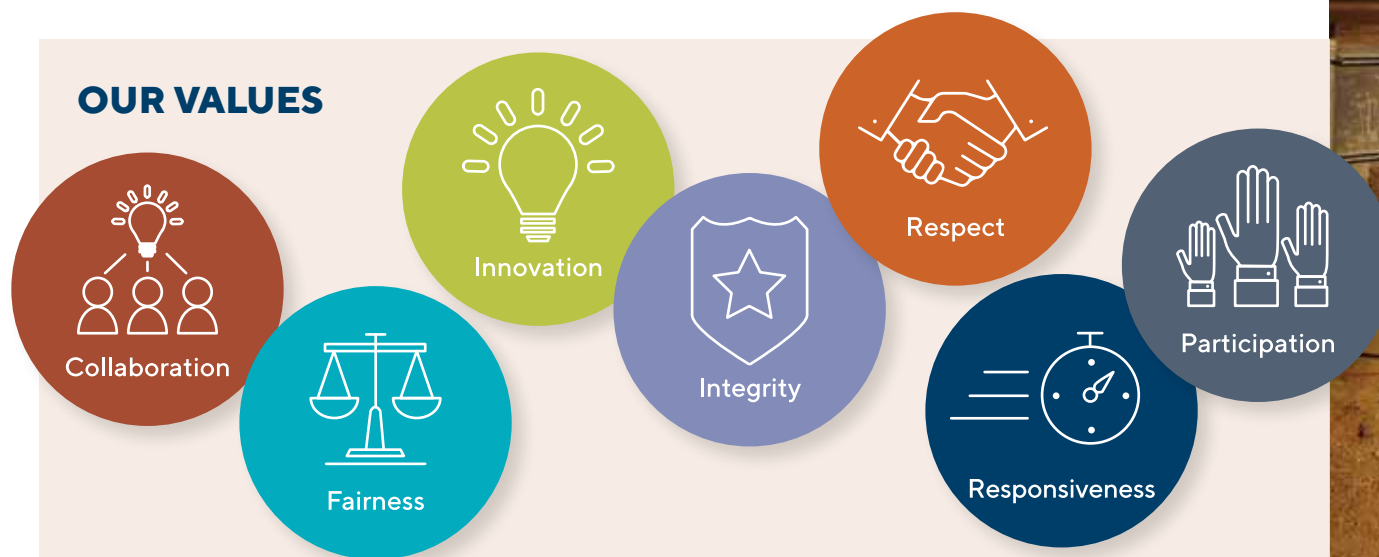 OUR VALUES
Collaboration
Fairness
Innovation
Integrity
Respect
Responsiveness
Participation